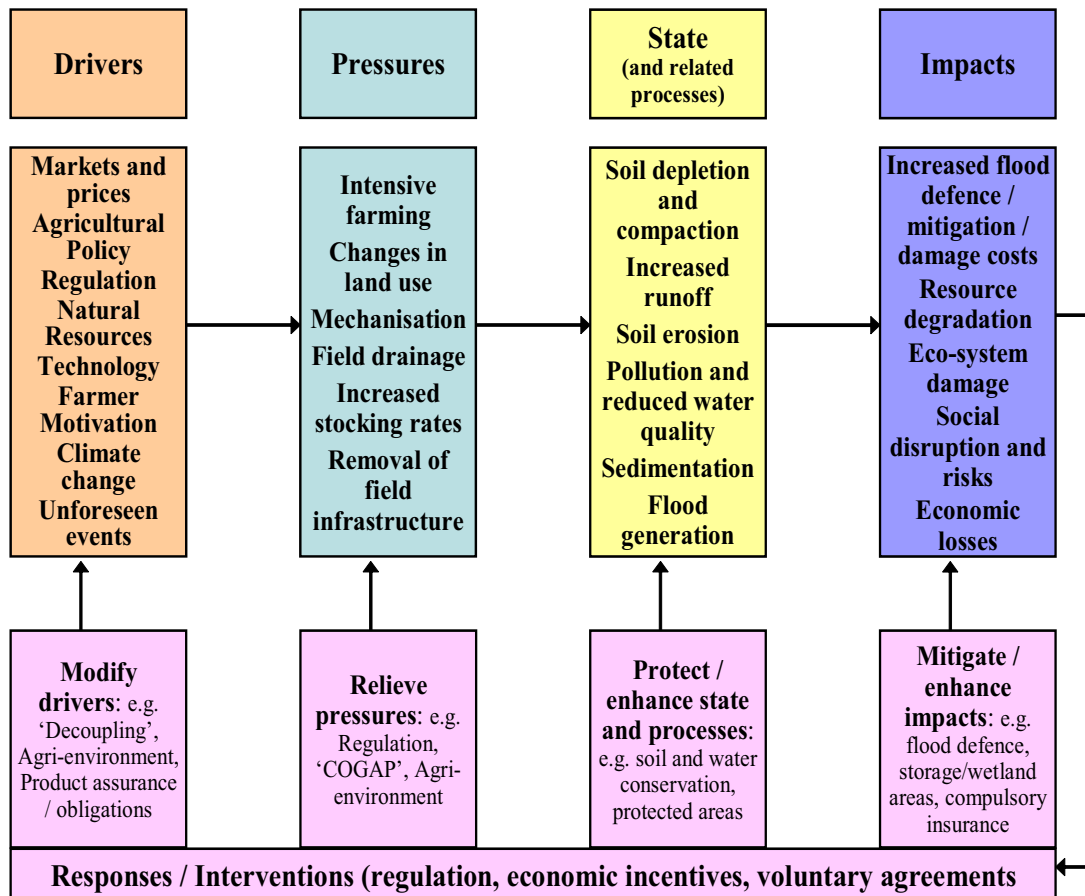 Drivers
Pressures
State
(and related
processes)
Impacts
Markets and
prices
Agricultural
Policy
Regulation
Natural
Resources
Technology
Farmer
Motivation
Climate
change
Unforeseen
events
Intensive
farming
Changes in
land use
Mechanisation
Field drainage
Increased
stocking rates
Removal of
field
infrastructure
Soil depletion
and
compaction
Increased
runoff
Soil erosion
Pollution and
reduced water
quality
Sedimentation
Flood
generation
Increased flood
defence /
mitigation /
damage costs
Resource
degradation
Eco-system
damage
Social
disruption and
risks
Economic
losses
Modify
drivers: e.g.
‘Decoupling’,
Agri-environment,
Product assurance
/ obligations
Relieve
pressures: e.g.
Regulation,
‘COGAP’, Agri-
environment
Protect /
enhance state
and processes:
e.g. soil and water
conservation,
protected areas
Mitigate /
enhance
impacts: e.g.
flood defence,
storage/wetland
areas, compulsory
insurance
Responses / Interventions (regulation, economic incentives, voluntary agreements